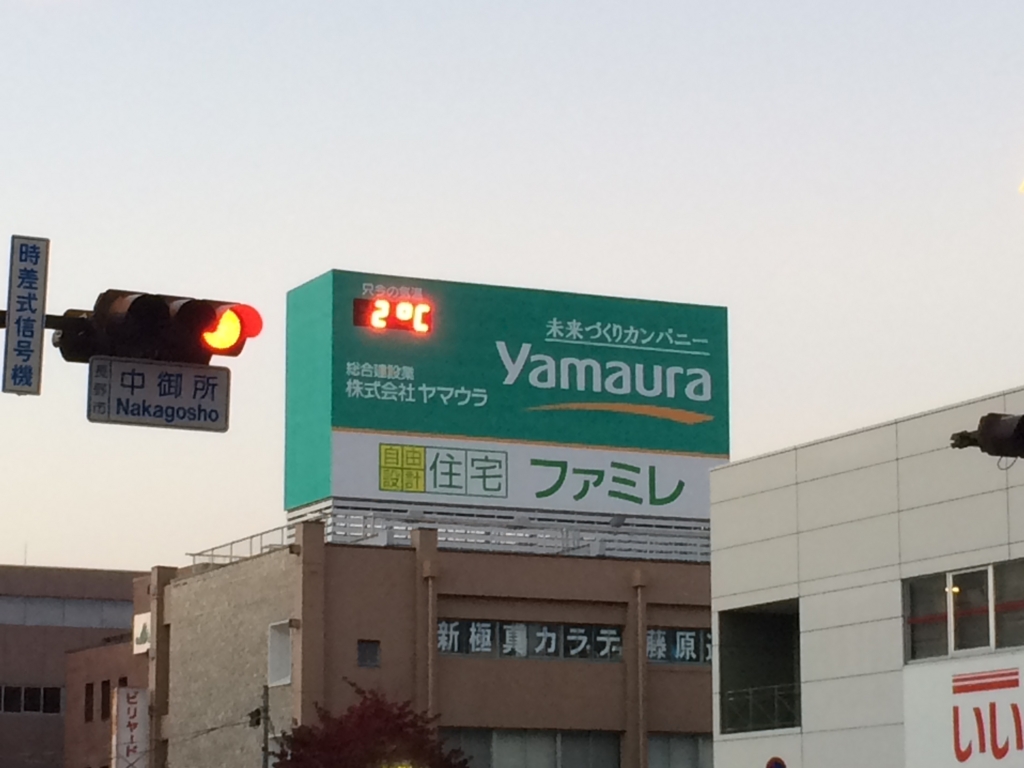 時差式信号機
長野市
中御所
Nakagosho
只今の気温
2℃
未来づくりカンパニー
Yamaura
総合建設業
株式会社ヤマウラ
自由設計
住宅
ファミレ
新極真カラテ
藤原道
ビリヤード
いい